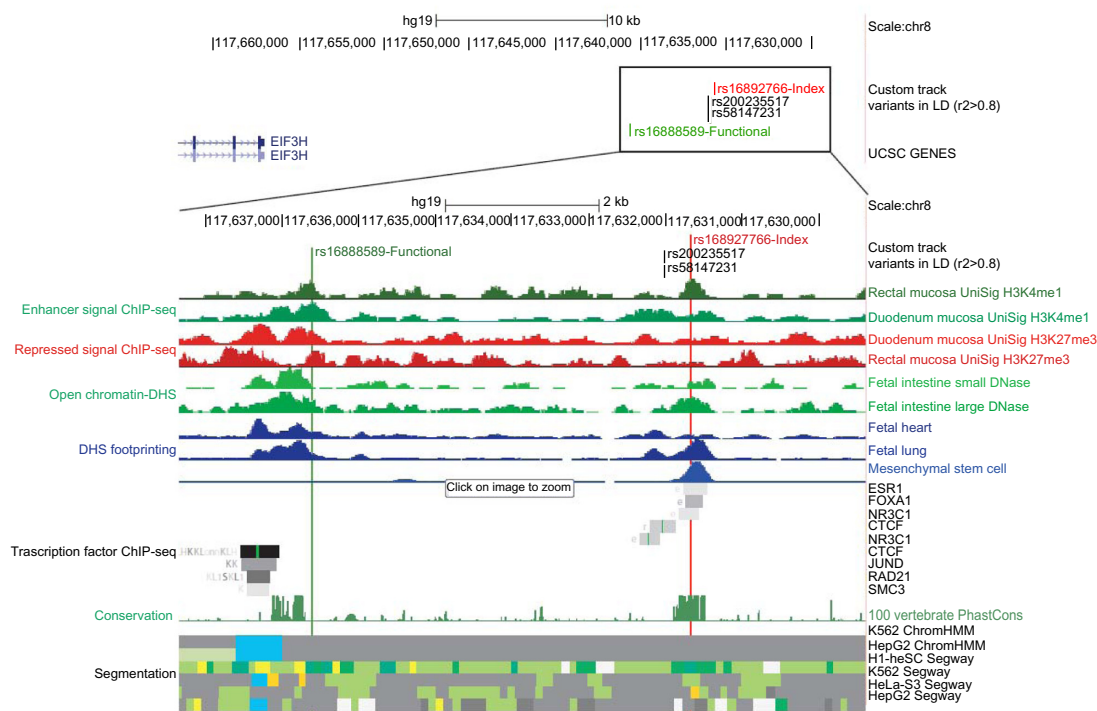 hg19 10 kb Scale:chr8
|117,660,000 |117,655,000 |117,650,000 |117,645,000 |117,640,000 |117,635,000 |117,630,000 |
rs16892766-Index Custom track
rs200235517 variants in LD (r2>0.8)
rs58147231
rs16888589-Functional
EIF3H UCSC GENES
EIF3H
hg19 2 kb Scale:chr8
|117,637,000| 117,636,000| 117,635,000| 117,634,000| 117,633,000| 117,632,000| 117,631,000| 117,630,000|
rs168927766-Index
rs16888589-Functional rs200235517 Custom track
rs58147231 variants in LD (r2>0.8)
Rectal mucosa UniSig H3K4me1
Enhancer signal ChIP-seq
Duodenum mucosa UniSig H3K4me1
Duodenum mucosa UniSig H3K27me3
Repressed signal ChIP-seq
Rectal mucosa UniSig H3K27me3
Fetal intestine small DNase
Open chromatin-DHS
Fetal intestine large DNase
Fetal heart
DHS footprinting Fetal lung
Mesenchymal stem cell
Click on image to zoom ESR1
FOXA1
NR3C1
CTCF
NR3C1
Trascription factor ChIP-seq CTCF
KK JUND
RAD21
K SMC3
Conservation 100 vertebrate PhastCons
K562 ChromHMM
HepG2 ChromHMM
H1-heSC Segway
Segmentation K562 Segway
HeLa-S3 Segway
HepG2 Segway